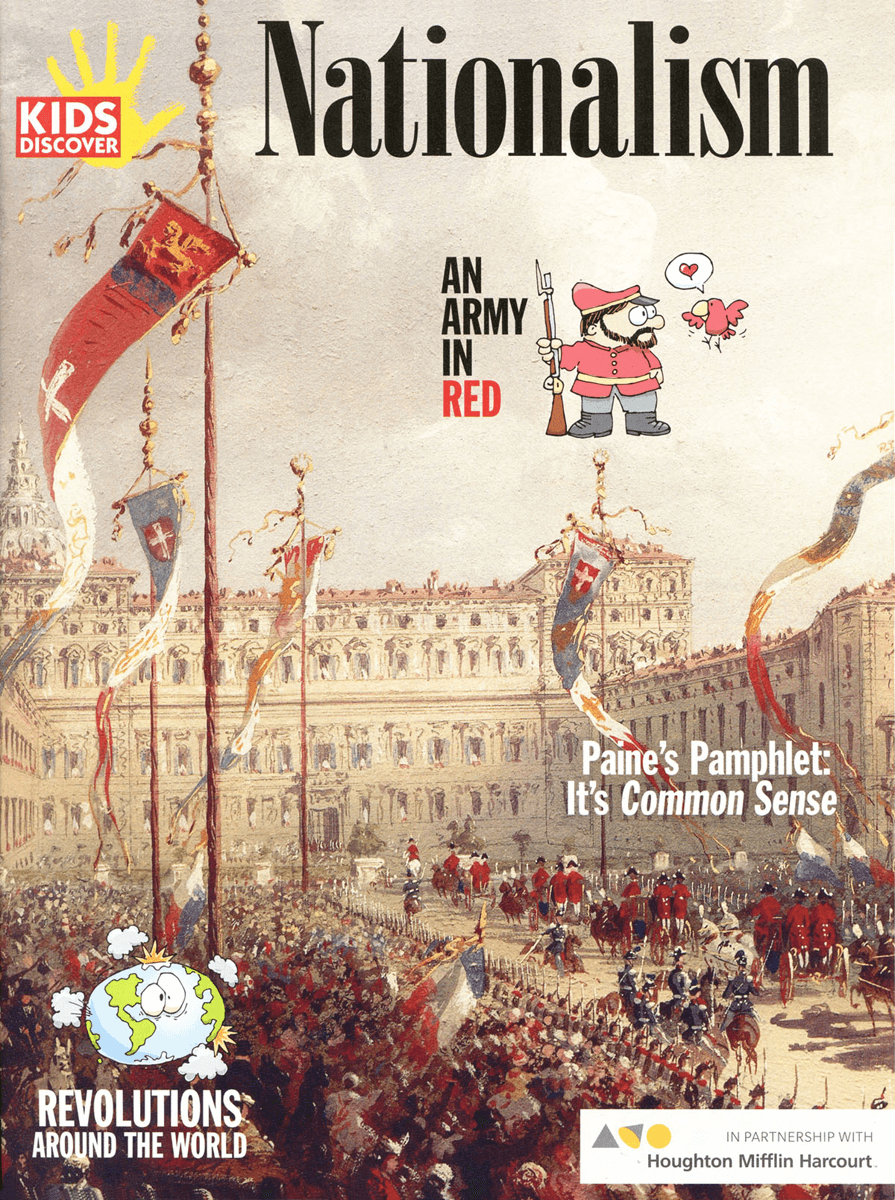 KIDS
DISCOVER
Nationalism
AN
ARMY
IN
RED
Paine's Pamphlet:
It's Common Sense
REVOLUTIONS
AROUND THE WORLD
IN PARTNERSHIP WITH
Houghton Mifflin Harcourt